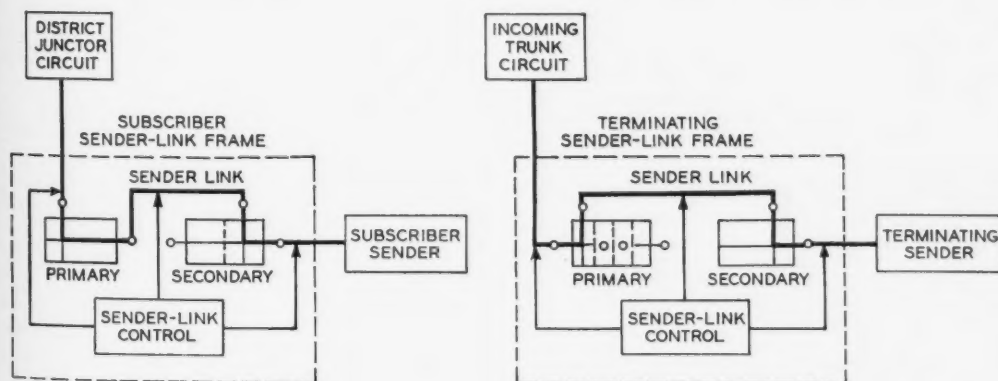 DISTRICT
JUNCTOR
CIRCUIT
SUBSCRIBER
SENDER-LINK FRAME
SENDER LINK
PRIMARY
SECONDARY
SENDER-LINK
CONTROL
SUBSCRIBER
SENDER
INCOMING
TRUNK
CIRCUIT
TERMINATING
SENDER-LINK FRAME
SENDER LINK
PRIMARY
SECONDARY
SENDER-LINK
CONTROL
TERMINATING
SENDER